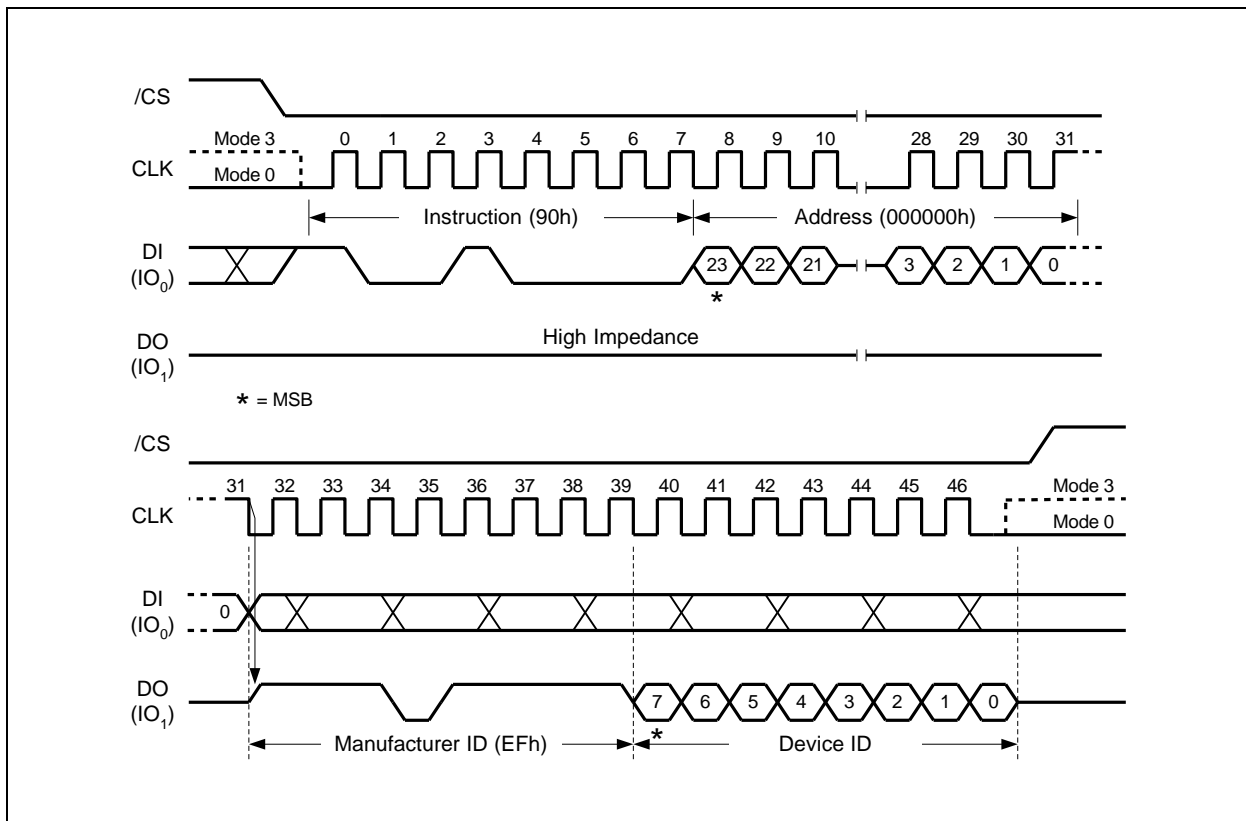 /CS
Mode 3
0 1 2 3 4 5 6 7 8 9 10 28 29 30 31
CLK
Mode 0
Instruction (90h) Address (000000h)
DI
(IO0)
23 22 21 3 2 1 0
*
High Impedance
DO
(IO1)
* = MSB
/CS
31 32 33 34 35 36 37 38 39 40 41 42 43 44 45 46 Mode 3
CLK
Mode 0
DI
(IO0)
0
DO
(IO1)
7 6 5 4 3 2 1 0
*
Manufacturer ID (EFh) Device ID